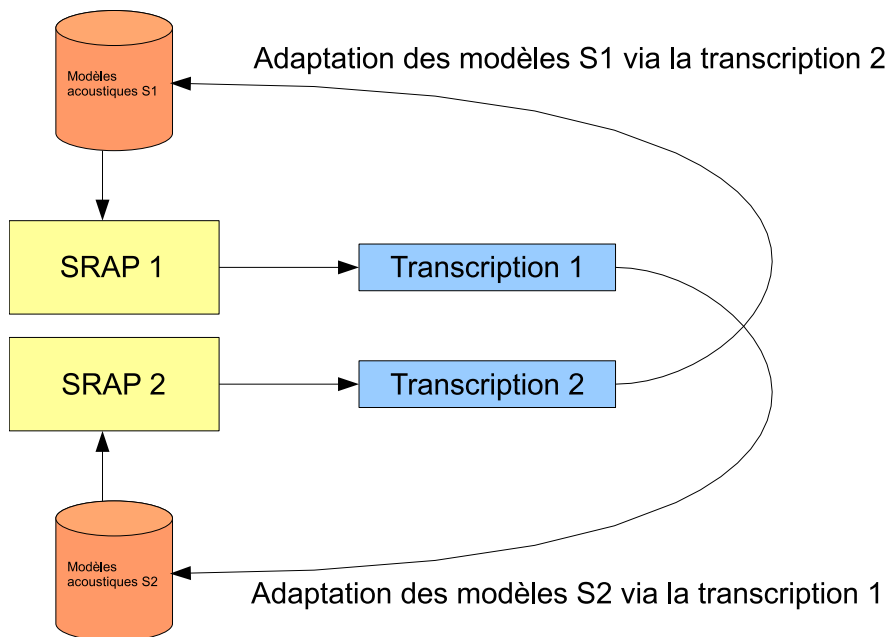 Adaptation des modèles S1 via la transcription 2
Modèles
acoustiques S1
SRAP 1
Transcription 1
SRAP 2
Transcription 2
Modèles
acoustiques S2
Adaptation des modèles S2 via la transcription 1